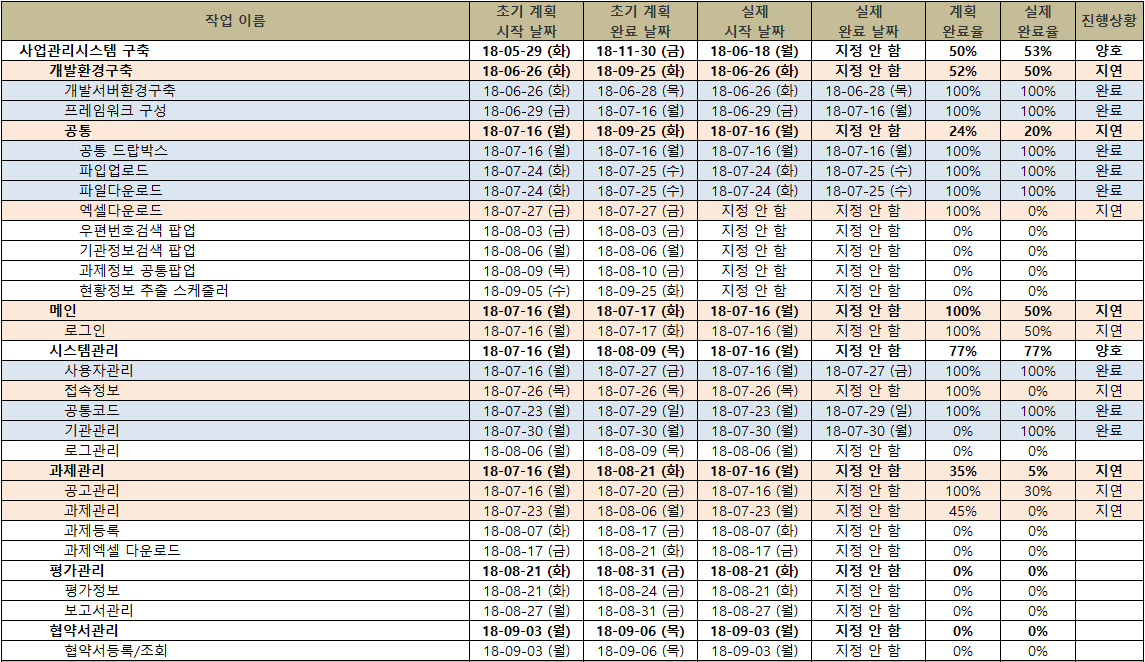 작업 이름 초기 계획 시작 날짜 초기 계획 완료 날짜 실제 시작 날짜 실제 완료 날짜 계획 완료율 실제 완료율 진행상황
사업관리시스템 구축 18-05-29 (화) 18-11-30 (금) 18-06-18 (월) 지정 안 함 50% 53% 양호
개발환경구축 18-06-26 (화) 18-09-25 (화) 18-06-26 (화) 지정 안 함 52% 50% 지연
개발서버환경구축 18-06-26 (화) 18-06-28 (목) 18-06-26 (화) 18-06-28 (목) 100% 100% 완료
프레임워크 구성 18-06-29 (금) 18-07-16 (월) 18-06-29 (금) 18-07-16 (월) 100% 100% 완료
공통 18-07-16 (월) 18-09-25 (화) 18-07-16 (월) 지정 안 함 24% 20% 지연
공통 드랍박스 18-07-16 (월) 18-07-16 (월) 18-07-16 (월) 18-07-16 (월) 100% 100% 완료
파입업로드 18-07-24 (화) 18-07-25 (수) 18-07-24 (화) 18-07-25 (수) 100% 100% 완료
파일다운로드 18-07-24 (화) 18-07-25 (수) 18-07-24 (화) 18-07-25 (수) 100% 100% 완료
엑셀다운로드 18-07-27 (금) 18-07-27 (금) 지정 안 함 지정 안 함 100% 0% 지연
우편번호검색 팝업 18-08-03 (금) 18-08-03 (금) 지정 안 함 지정 안 함 0% 0%
기관정보검색 팝업 18-08-06 (월) 18-08-06 (월) 지정 안 함 지정 안 함 0% 0%
과제정보 공통팝업 18-08-09 (목) 18-08-10 (금) 지정 안 함 지정 안 함 0% 0%
현황정보 추출 스케줄러 18-09-05 (수) 18-09-25 (화) 지정 안 함 지정 안 함 0% 0%
메인 18-07-16 (월) 18-07-17 (화) 18-07-16 (월) 지정 안 함 100% 50% 지연
로그인 18-07-16 (월) 18-07-17 (화) 18-07-16 (월) 지정 안 함 100% 50% 지연
시스템관리 18-07-16 (월) 18-08-09 (목) 18-07-16 (월) 지정 안 함 77% 77% 양호
사용자관리 18-07-16 (월) 18-07-27 (월) 18-07-16 (월) 18-07-27 (금) 100% 100% 완료
접속정보 18-07-26 (목) 18-07-26 (목) 18-07-26 (목) 지정 안 함 100% 0% 지연
공통코드 18-07-23 (월) 18-07-29 (일) 18-07-23 (월) 18-07-29 (일) 100% 100% 완료
기관관리 18-07-30 (월) 18-07-30 (월) 18-07-30 (월) 18-07-30 (월) 0% 100% 완료
로그관리 18-08-06 (월) 18-08-09 (목) 18-08-06 (월) 지정 안 함 0% 0%
과제관리 18-07-16 (월) 18-08-21 (화) 18-07-16 (월) 지정 안 함 35% 5% 지연
공고관리 18-07-16 (월) 18-07-20 (금) 18-07-16 (월) 지정 안 함 100% 30% 지연
과제관리 18-07-23 (월) 18-08-06 (월) 18-07-23 (월) 지정 안 함 45% 0% 지연
과제등록 18-08-07 (화) 18-08-17 (금) 18-08-07 (화) 지정 안 함 0% 0%
과제엑셀 다운로드 18-08-17 (금) 18-08-21 (화) 18-08-17 (금) 지정 안 함 0% 0%
평가관리 18-08-21 (화) 18-08-31 (금) 18-08-21 (화) 지정 안 함 0% 0%
평가정보 18-08-21 (화) 18-08-24 (금) 18-08-21 (화) 지정 안 함 0% 0%
보고서관리 18-08-27 (월) 18-08-31 (금) 18-08-27 (월) 지정 안 함 0% 0%
협약서관리 18-09-03 (월) 18-09-06 (목) 18-09-03 (월) 지정 안 함 0% 0%
협약서등록/조회 18-09-03 (월) 18-09-06 (목) 18-09-03 (월) 지정 안 함 0% 0%